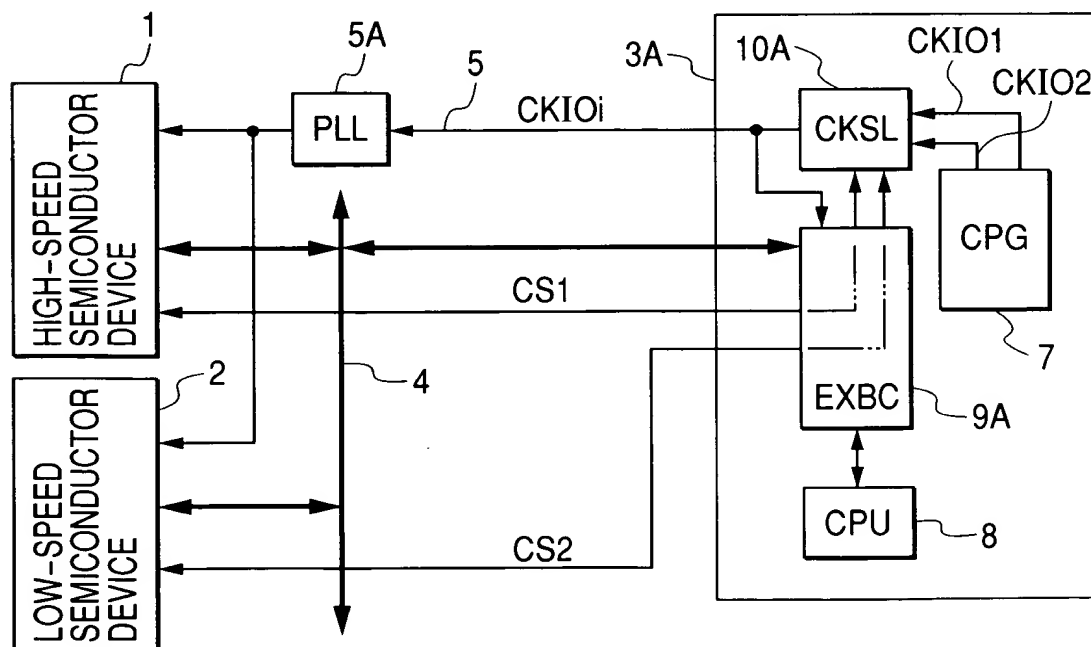 1
5A
3A
10A
CKIO1
CKIO2
5
CKIOi
PLL
CKSL
HIGH-SPEED
SEMICONDUCTOR
DEVICE
CPG
CS1
7
2
4
EXBC
9A
LOW-SPEED
SEMICONDUCTOR
DEVICE
CPU
8
CS2